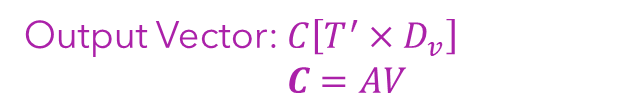 Output Vector: C[T′ × Dᵥ]
C = AV